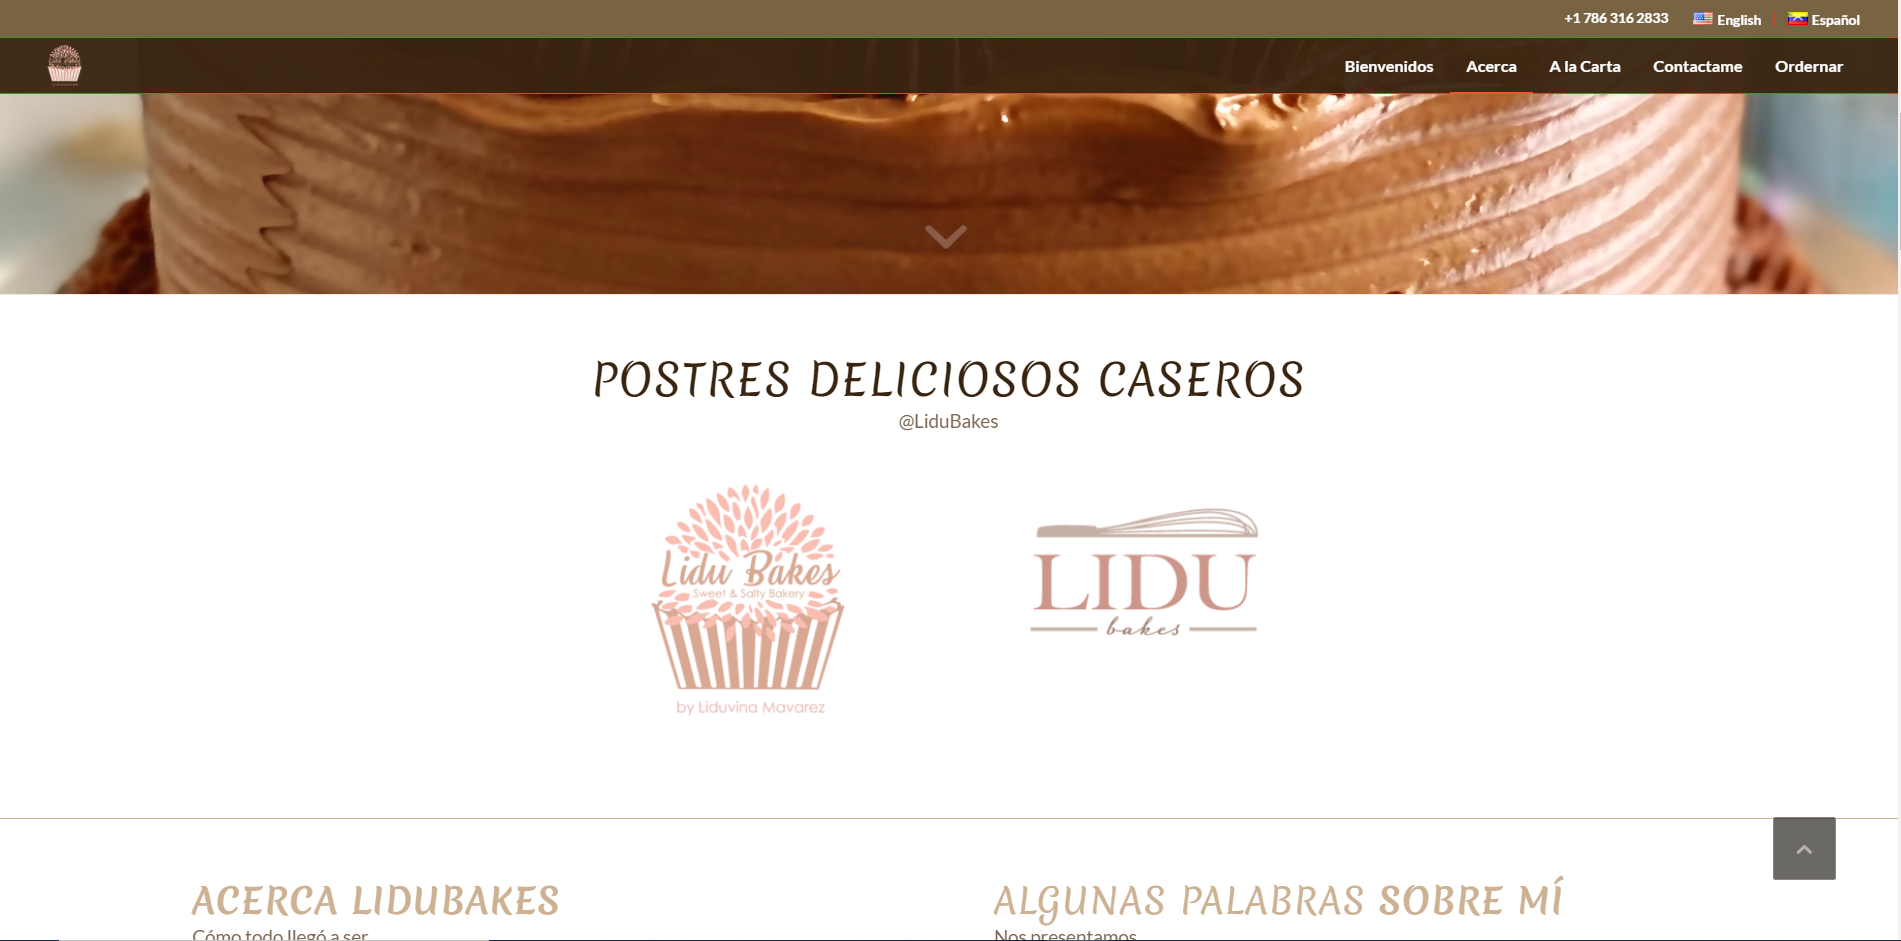 +1 786 316 2833 English | Español
Bienvenidos Acerca A la Carta Contactame Ordernar
POSTRES DELICIOSOS CASEROS
@LiduBakes
Lidu Bakes
Sweet & Salty Bakery
by Liduvina Mavarez
LIDU
bakes
ACERCA LIDUBAKES
Cómo todo llegó a ser
ALGUNAS PALABRAS SOBRE MÍ
Nos presentamos